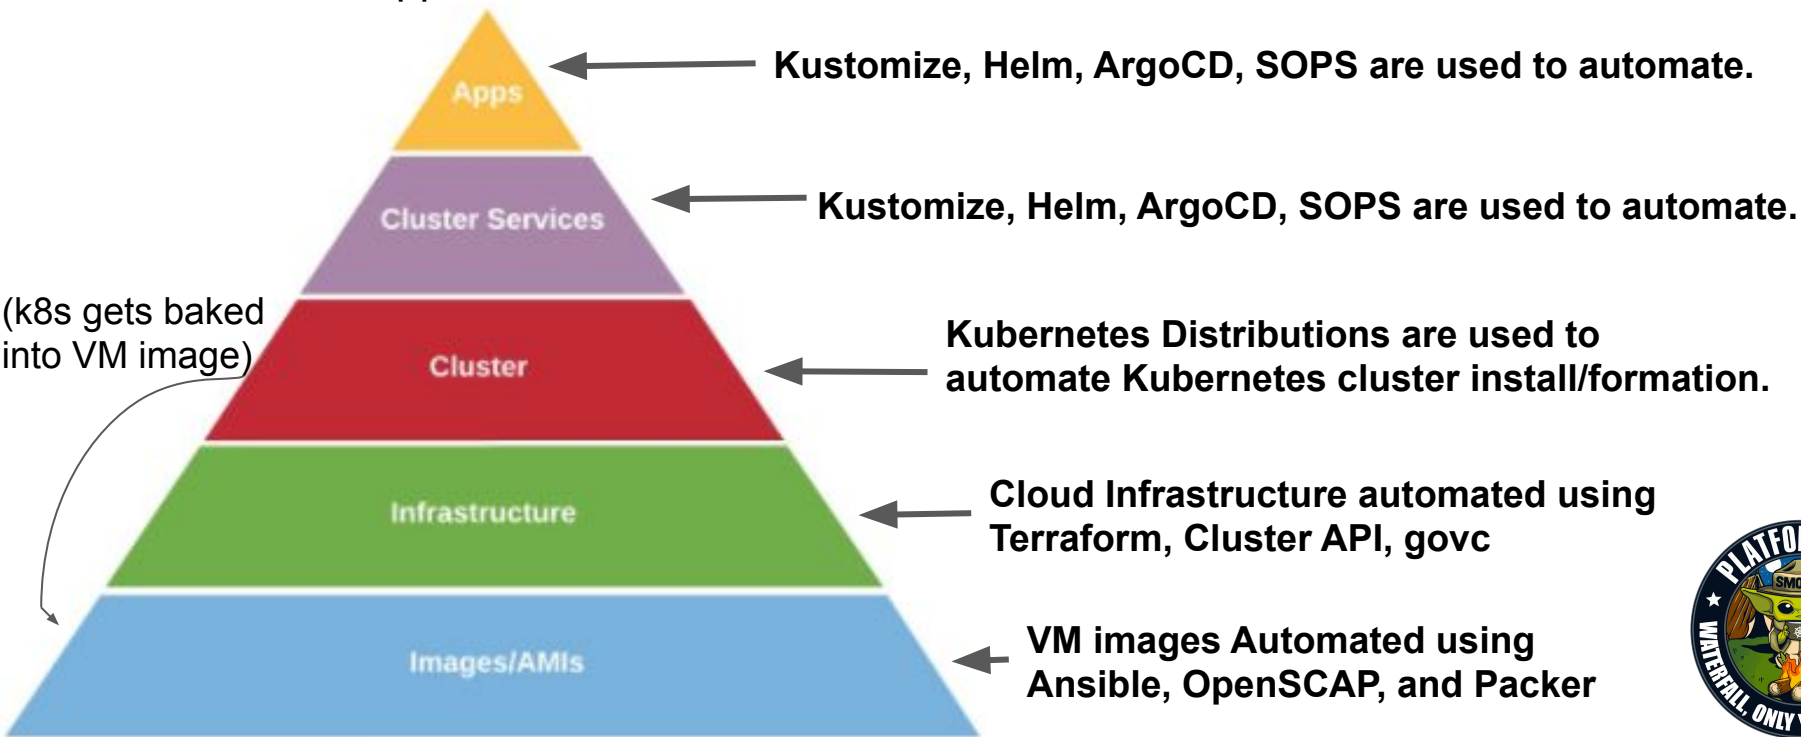 Apps
Kustomize, Helm, ArgoCD, SOPS are used to automate.
Cluster Services
Kustomize, Helm, ArgoCD, SOPS are used to automate.
(k8s gets baked
into VM image)
Cluster
Kubernetes Distributions are used to
automate Kubernetes cluster install/formation.
Infrastructure
Cloud Infrastructure automated using
Terraform, Cluster API, govc
Images/AMIs
VM images Automated using
Ansible, OpenSCAP, and Packer
WATERFALL, ONLY